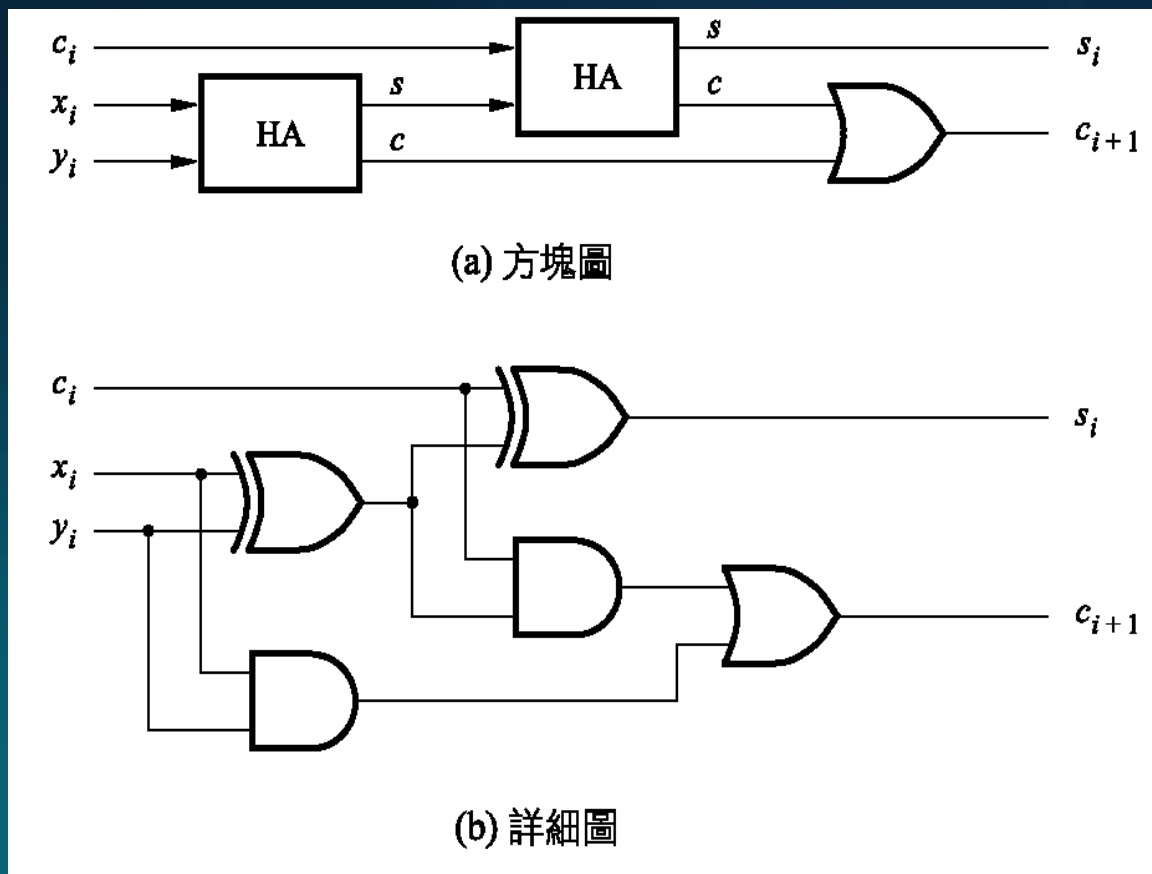 c_i s s_i
x_i HA s HA c
y_i c c_{i+1}
(a) 方塊圖
c_i
x_i s_i
y_i
c_{i+1}
(b) 詳細圖